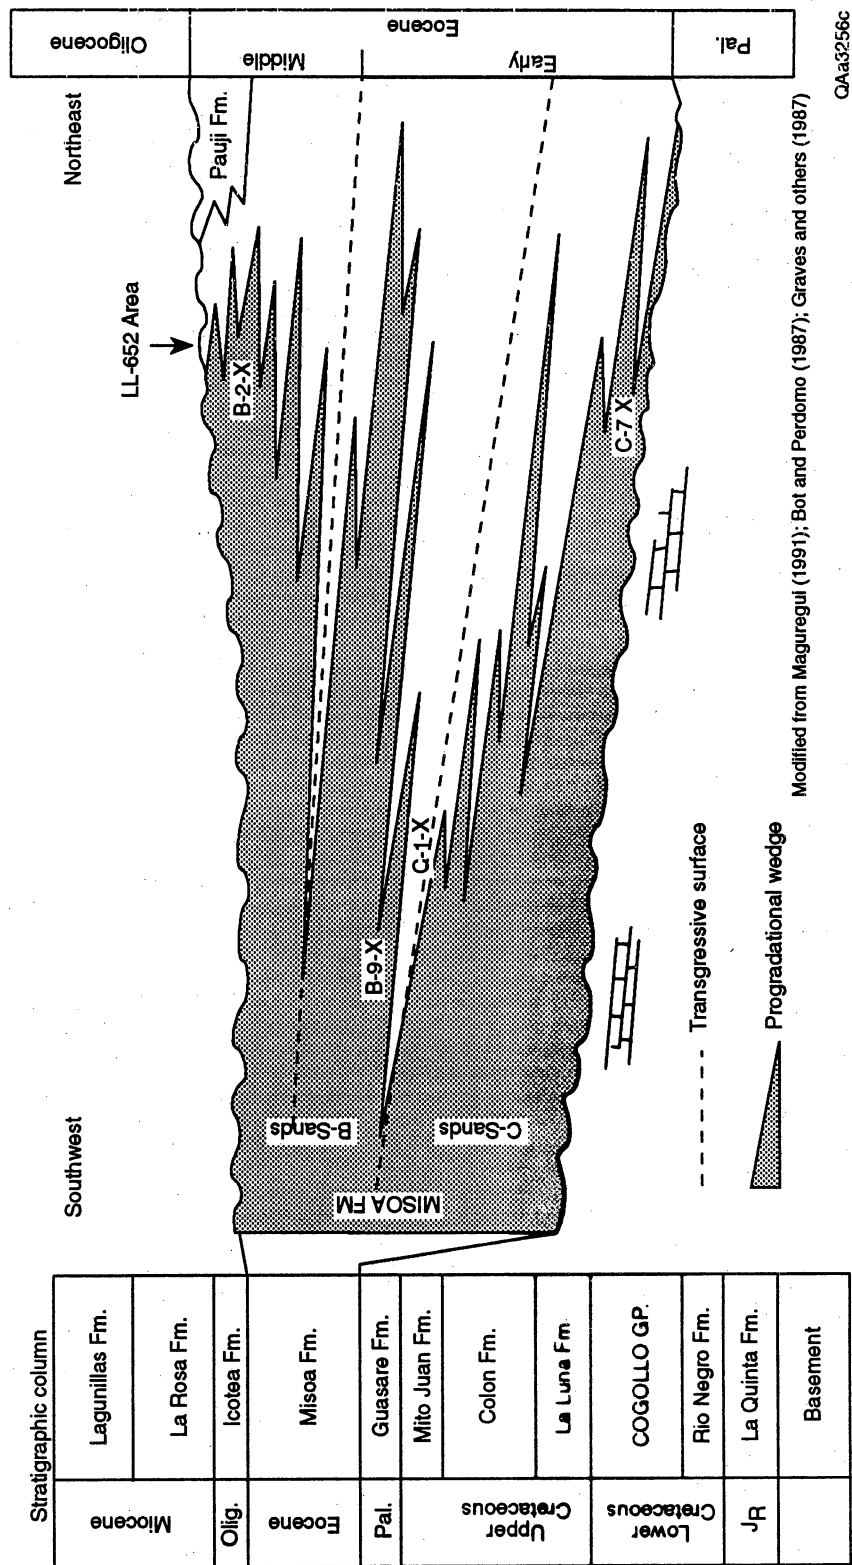 Stratigraphic column
Miocene
Lagunillas Fm.
La Rosa Fm.
Olig.
Icotea Fm.
Eocene
Misoa Fm.
Pal.
Guasare Fm.
Upper
Cretaceous
Mito Juan Fm.
Colon Fm.
La Luna Fm
Lower
Cretaceous
COGOLLO GP.
Rio Negro Fm.
JR
La Quinta Fm.
Basement
Southwest
LL-652 Area
Northeast
Pauji Fm.
B-2-X
B-Sands
MISOA FM
B-9-X
C-1-X
C-Sands
C-7 X
Oligocene
Middle
Eocene
Early
Pal.
Transgressive surface
Progradational wedge
Modified from Maguregui (1991); Bot and Perdomo (1987); Graves and others (1987)
QAa3256c